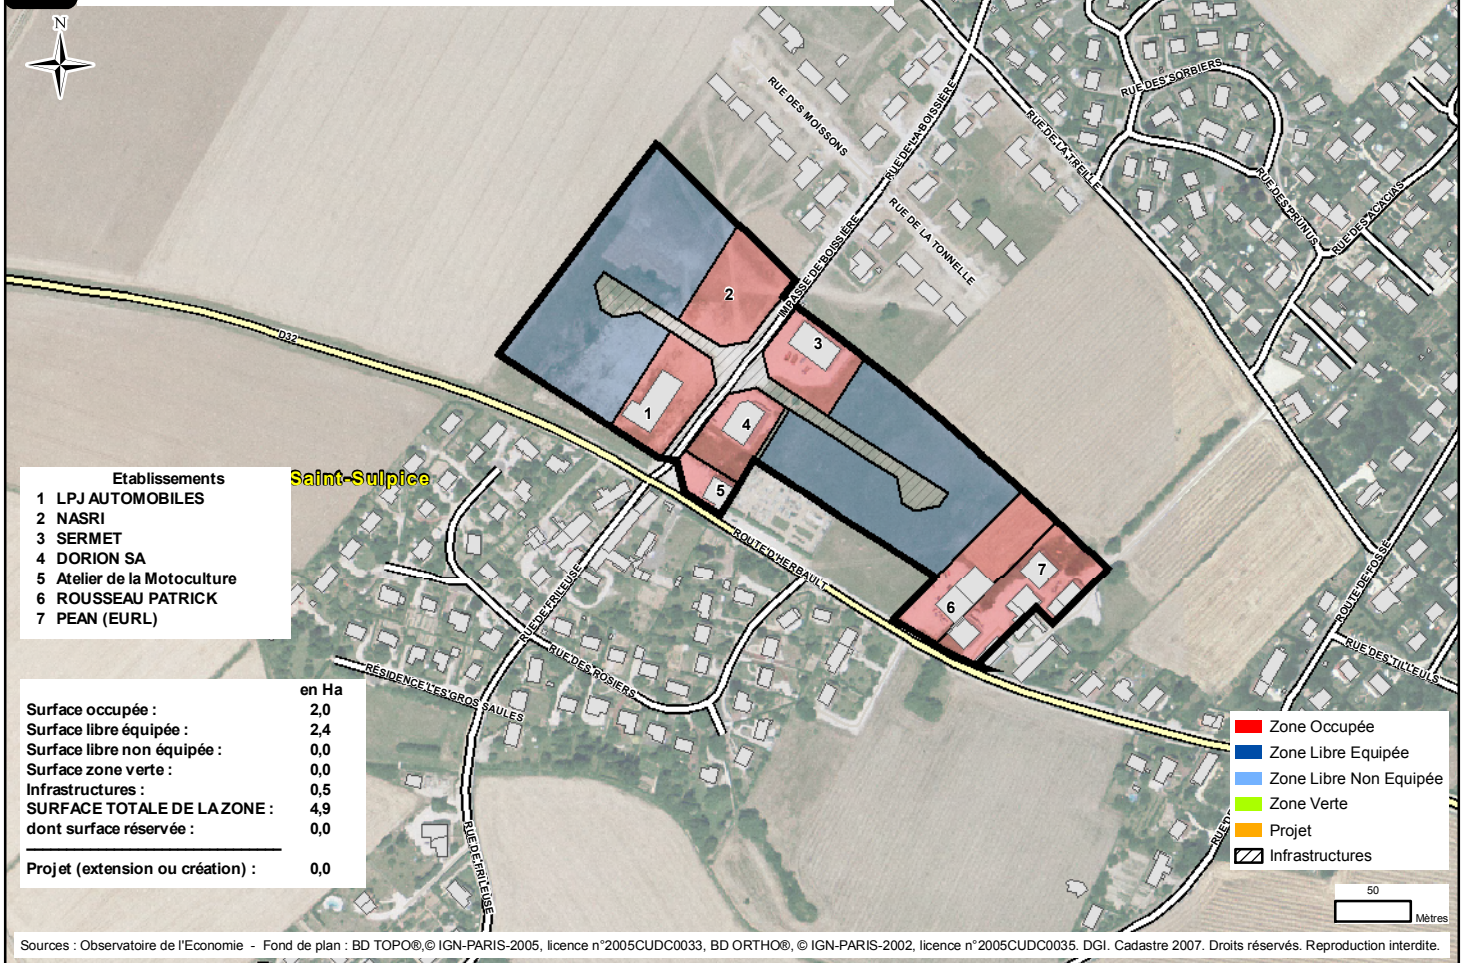 N
RUE DES SORBIERS
RUE DES MOISSONS
RUE DE LA BOISSIÈRE
RUE DE LA TREILLE
RUE DES PRUNUS
RUE DES ACACIAS
RUE DE LA TONNELLE
IMPASSE DE BOISSIÈRE
D32
2
3
1
4
5
6
7
Saint-Sulpice
ROUTE D'HERBAULT
RUE DE FRILEUSE
RUE DES ROSIERS
RÉSIDENCE LES GROS SAULES
RUE DE FRILEUSE
ROUTE DE FOSSÉ
RUE DES TILLEULS
RUE DE
Etablissements
1 LPJ AUTOMOBILES
2 NASRI
3 SERMET
4 DORION SA
5 Atelier de la Motoculture
6 ROUSSEAU PATRICK
7 PEAN (EURL)
en Ha
Surface occupée : 2,0
Surface libre équipée : 2,4
Surface libre non équipée : 0,0
Surface zone verte : 0,0
Infrastructures : 0,5
SURFACE TOTALE DE LA ZONE : 4,9
dont surface réservée : 0,0
Projet (extension ou création) : 0,0
Zone Occupée
Zone Libre Equipée
Zone Libre Non Equipée
Zone Verte
Projet
Infrastructures
50
Mètres
Sources : Observatoire de l'Economie - Fond de plan : BD TOPO®,© IGN-PARIS-2005, licence n°2005CUDC0033, BD ORTHO®, © IGN-PARIS-2002, licence n°2005CUDC0035. DGI. Cadastre 2007. Droits réservés. Reproduction interdite.